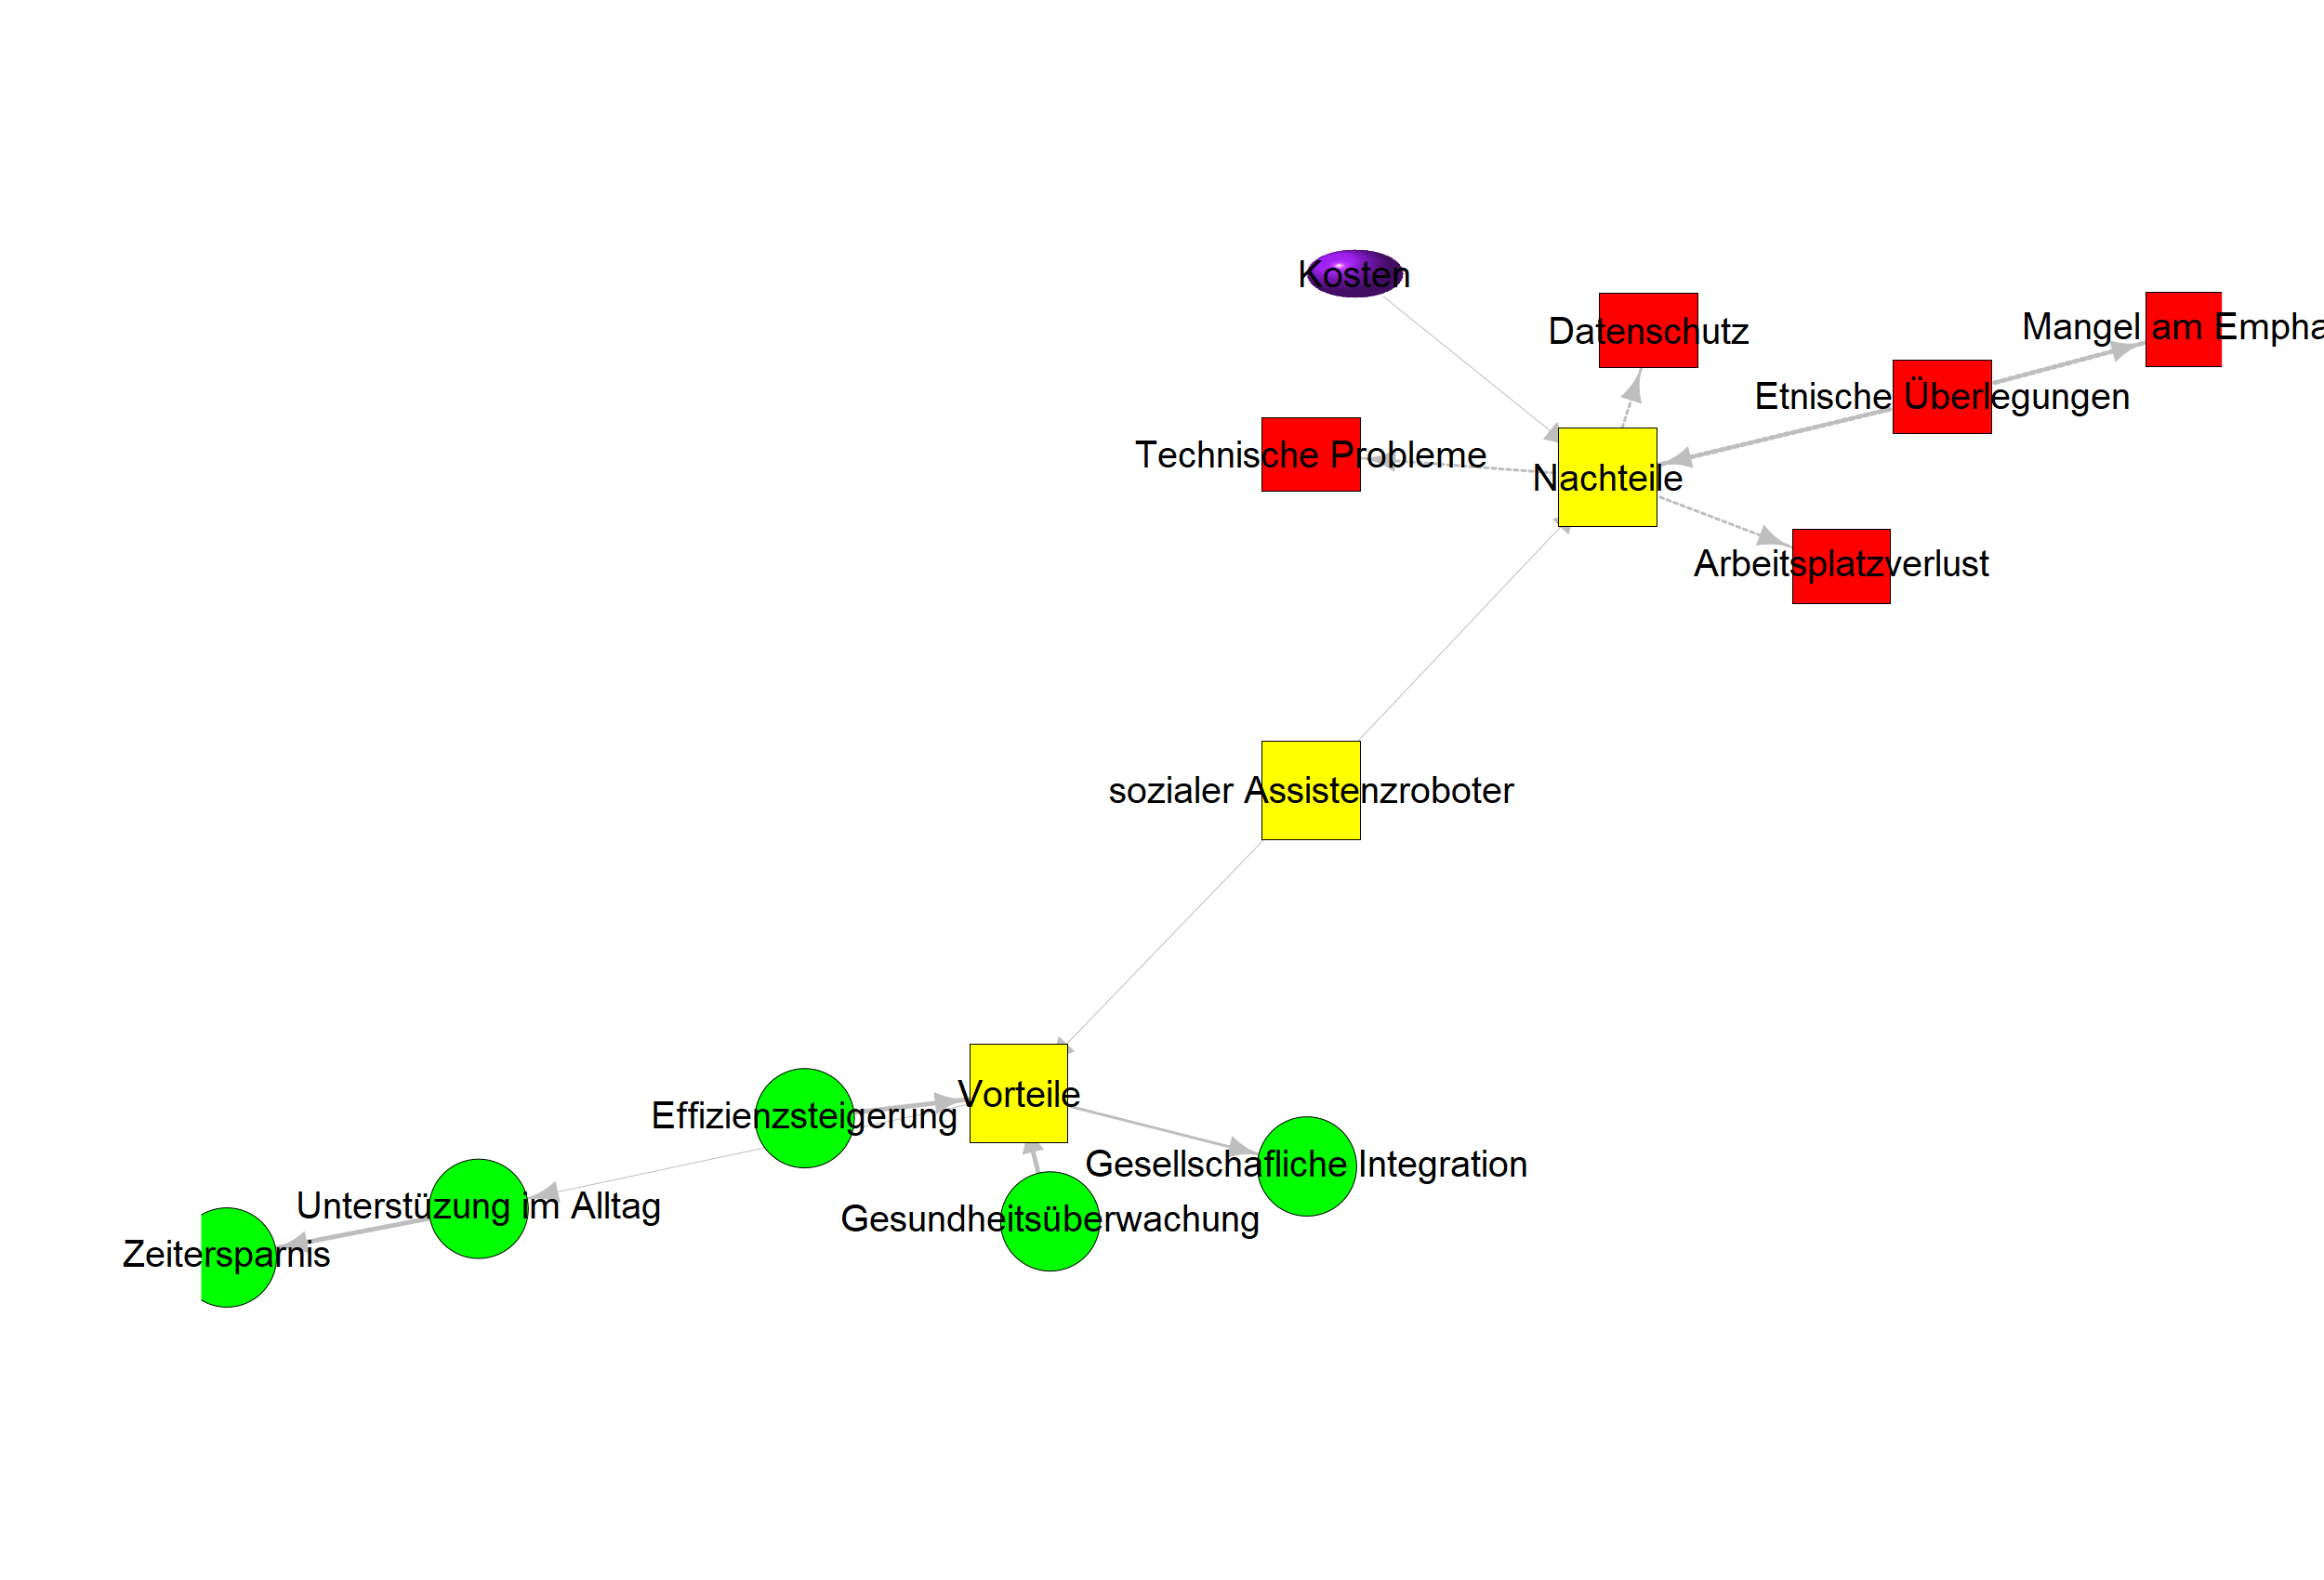 Kosten
Datenschutz
Mangel am Empha
Etnische Überlegungen
Technische Probleme
Nachteile
Arbeitsplatzverlust
sozialer Assistenzroboter
Vorteile
Effizienzsteigerung
Gesellschafliche Integration
Unterstüzung im Alltag
Gesundheitsüberwachung
Zeitersparnis